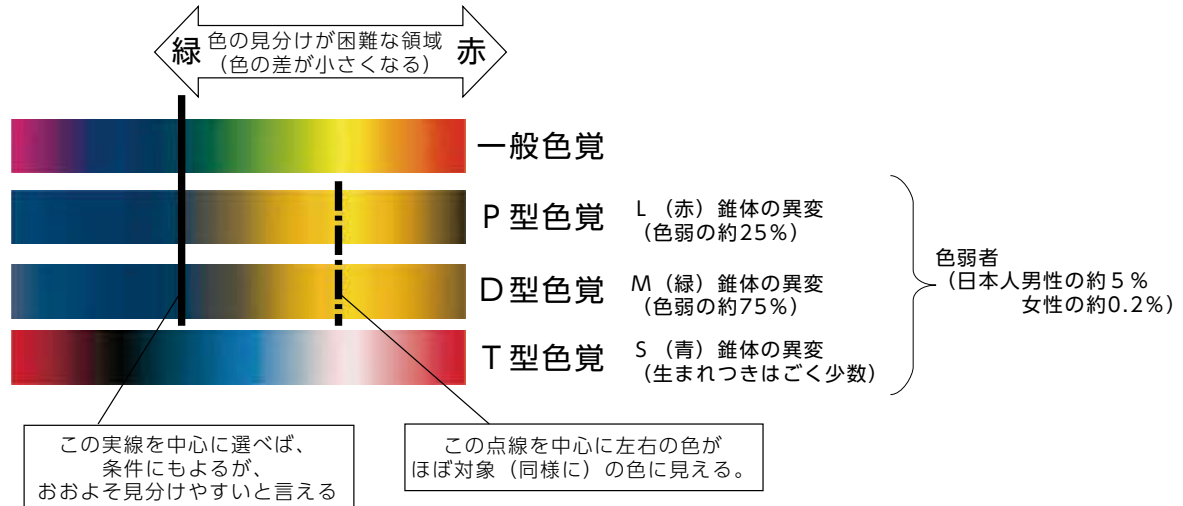 緑 色の見分けが困難な領域 赤
（色の差が小さくなる）
一般色覚
P型色覚 L（赤）錐体の異変
（色弱の約25％）
D型色覚 M（緑）錐体の異変
（色弱の約75％）
T型色覚 S（青）錐体の異変
（生まれつきはごく少数）
色弱者
（日本人男性の約５％
女性の約0.2％）
この実線を中心に選べば、
条件にもよるが、
おおよそ見分けやすいと言える
この点線を中心に左右の色が
ほぼ対象（同様に）の色に見える。